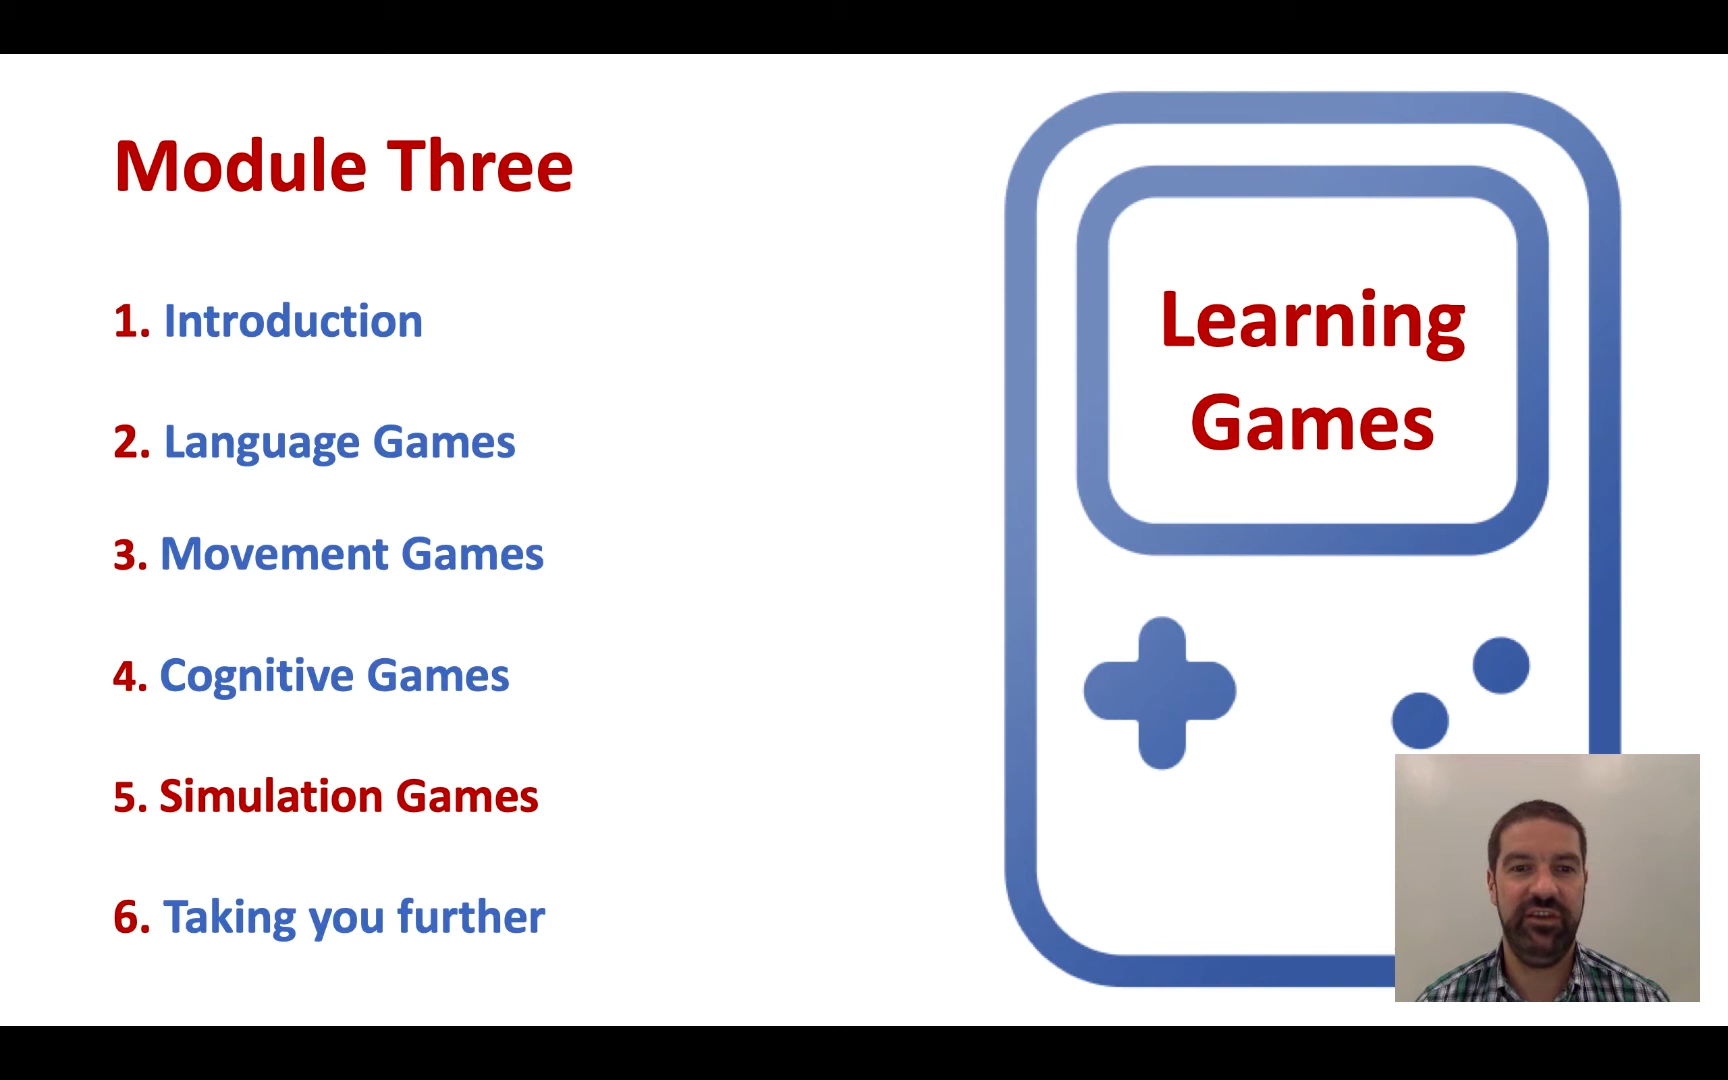 Module Three
1. Introduction
2. Language Games
3. Movement Games
4. Cognitive Games
5. Simulation Games
6. Taking you further
Learning
Games